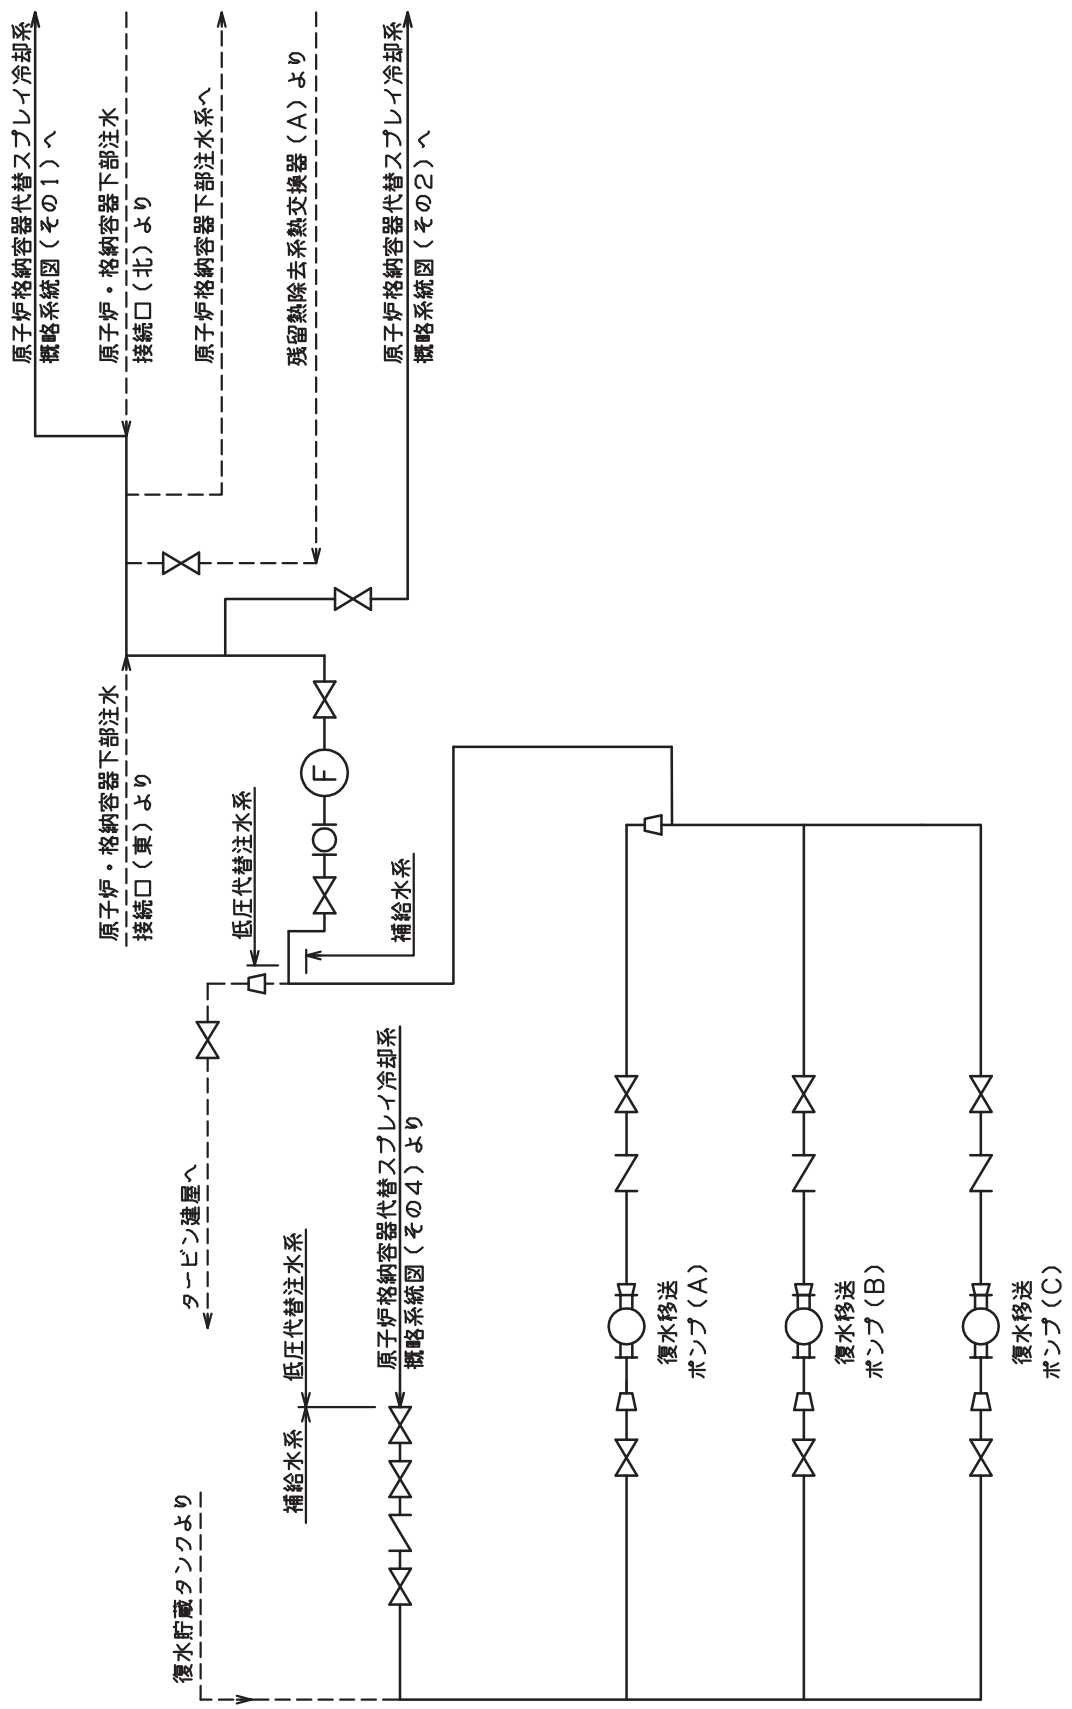 原子炉格納容器代替スプレイ冷却系
概略系統図（その１）へ
原子炉・格納容器下部注水
接続口（北）より
原子炉格納容器下部注水系へ
残留熱除去系熱交換器（Ａ）より
原子炉格納容器代替スプレイ冷却系
概略系統図（その２）へ
原子炉・格納容器下部注水
接続口（東）より
F
低圧代替注水系
補給水系
タービン建屋へ
原子炉格納容器代替スプレイ冷却系
概略系統図（その４）より
低圧代替注水系
補給水系
復水貯蔵タンクより
復水移送
ポンプ（Ａ）
復水移送
ポンプ（Ｂ）
復水移送
ポンプ（Ｃ）